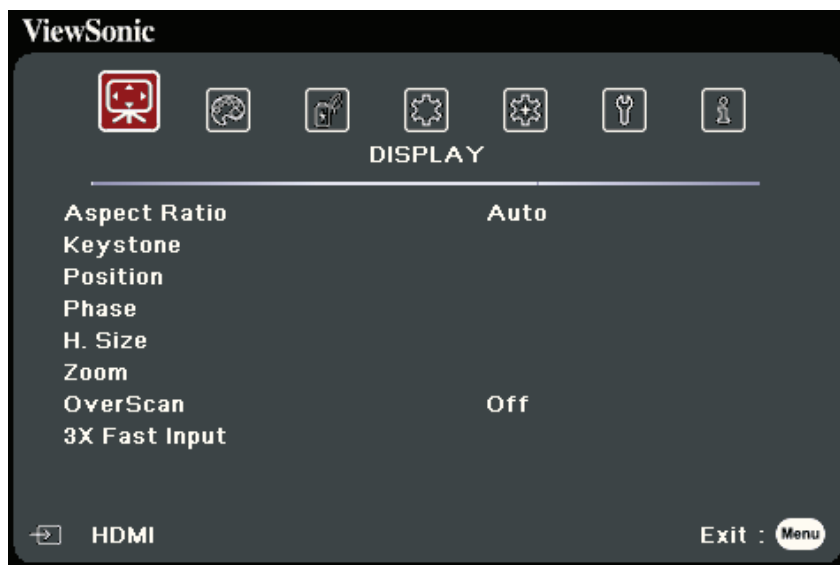 ViewSonic
DISPLAY
Aspect Ratio Auto
Keystone
Position
Phase
H. Size
Zoom
OverScan Off
3X Fast Input
HDMI Exit : Menu